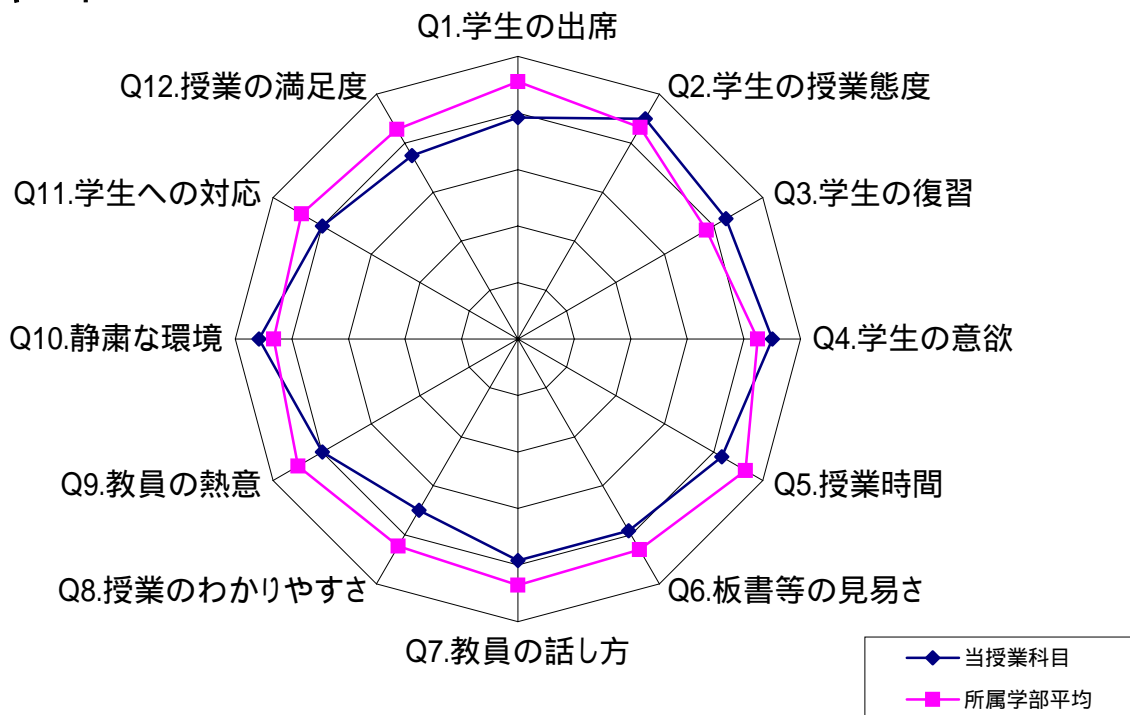 Q1.学生の出席
Q2.学生の授業態度
Q3.学生の復習
Q4.学生の意欲
Q5.授業時間
Q6.板書等の見易さ
Q7.教員の話し方
Q8.授業のわかりやすさ
Q9.教員の熱意
Q10.静粛な環境
Q11.学生への対応
Q12.授業の満足度
当授業科目
所属学部平均